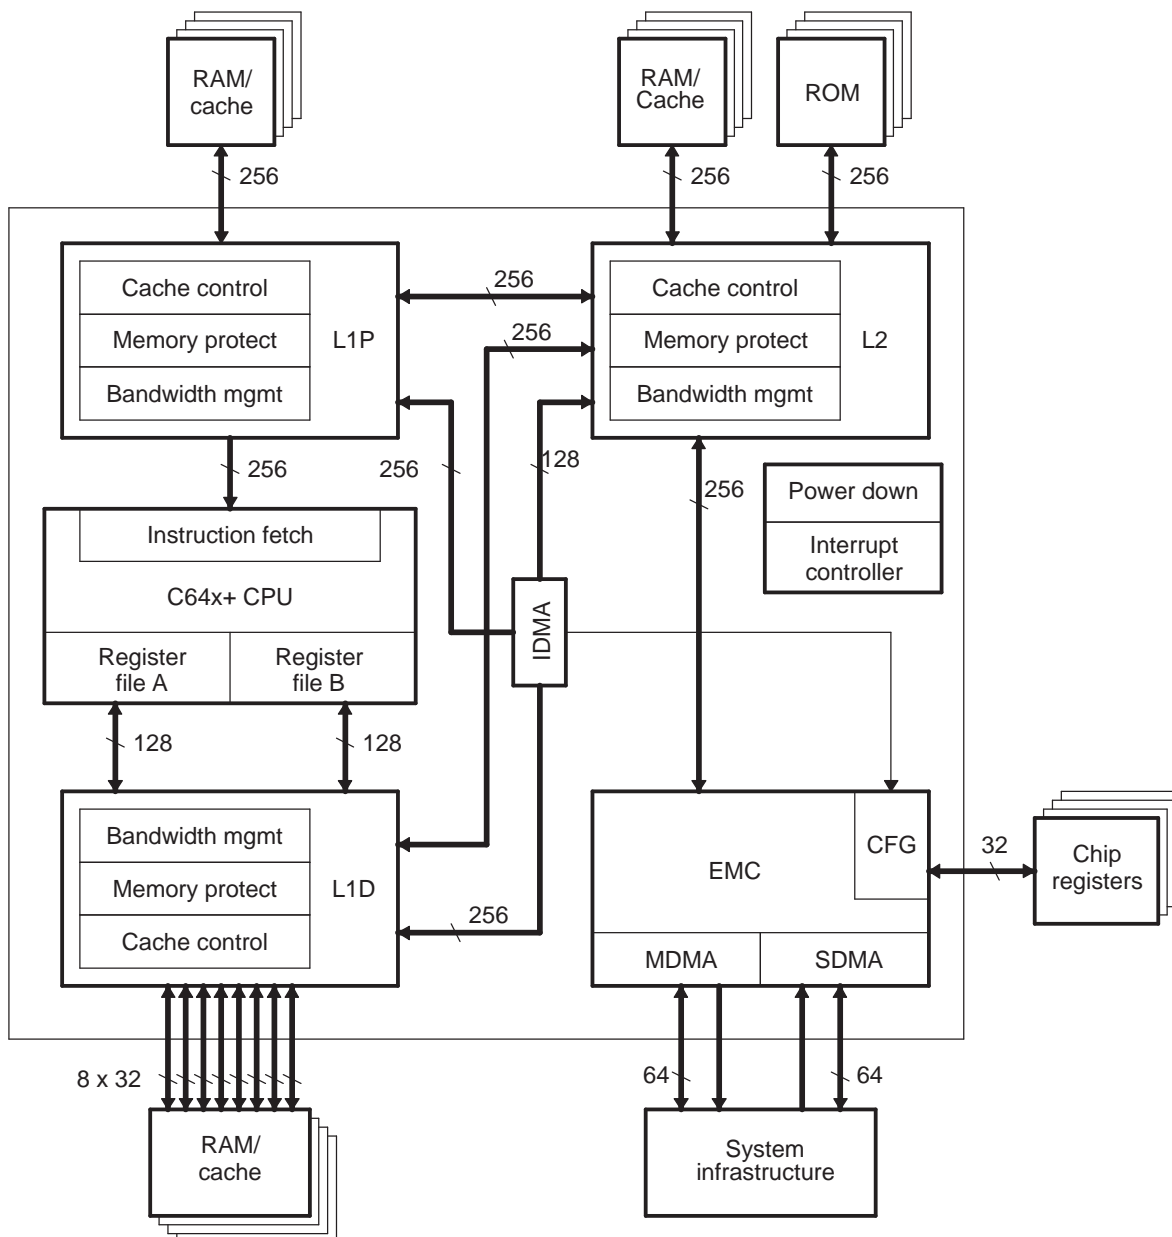 RAM/
cache
RAM/
Cache
ROM
256
256
256
Cache control
Memory protect
Bandwidth mgmt
L1P
256
256
Cache control
Memory protect
Bandwidth mgmt
L2
256
256
128
256
Power down
Interrupt
controller
Instruction fetch
C64x+ CPU
Register
file A
Register
file B
IDMA
128
128
Bandwidth mgmt
Memory protect
Cache control
L1D
256
EMC
CFG
MDMA
SDMA
32
Chip
registers
8 x 32
64
64
RAM/
cache
System
infrastructure